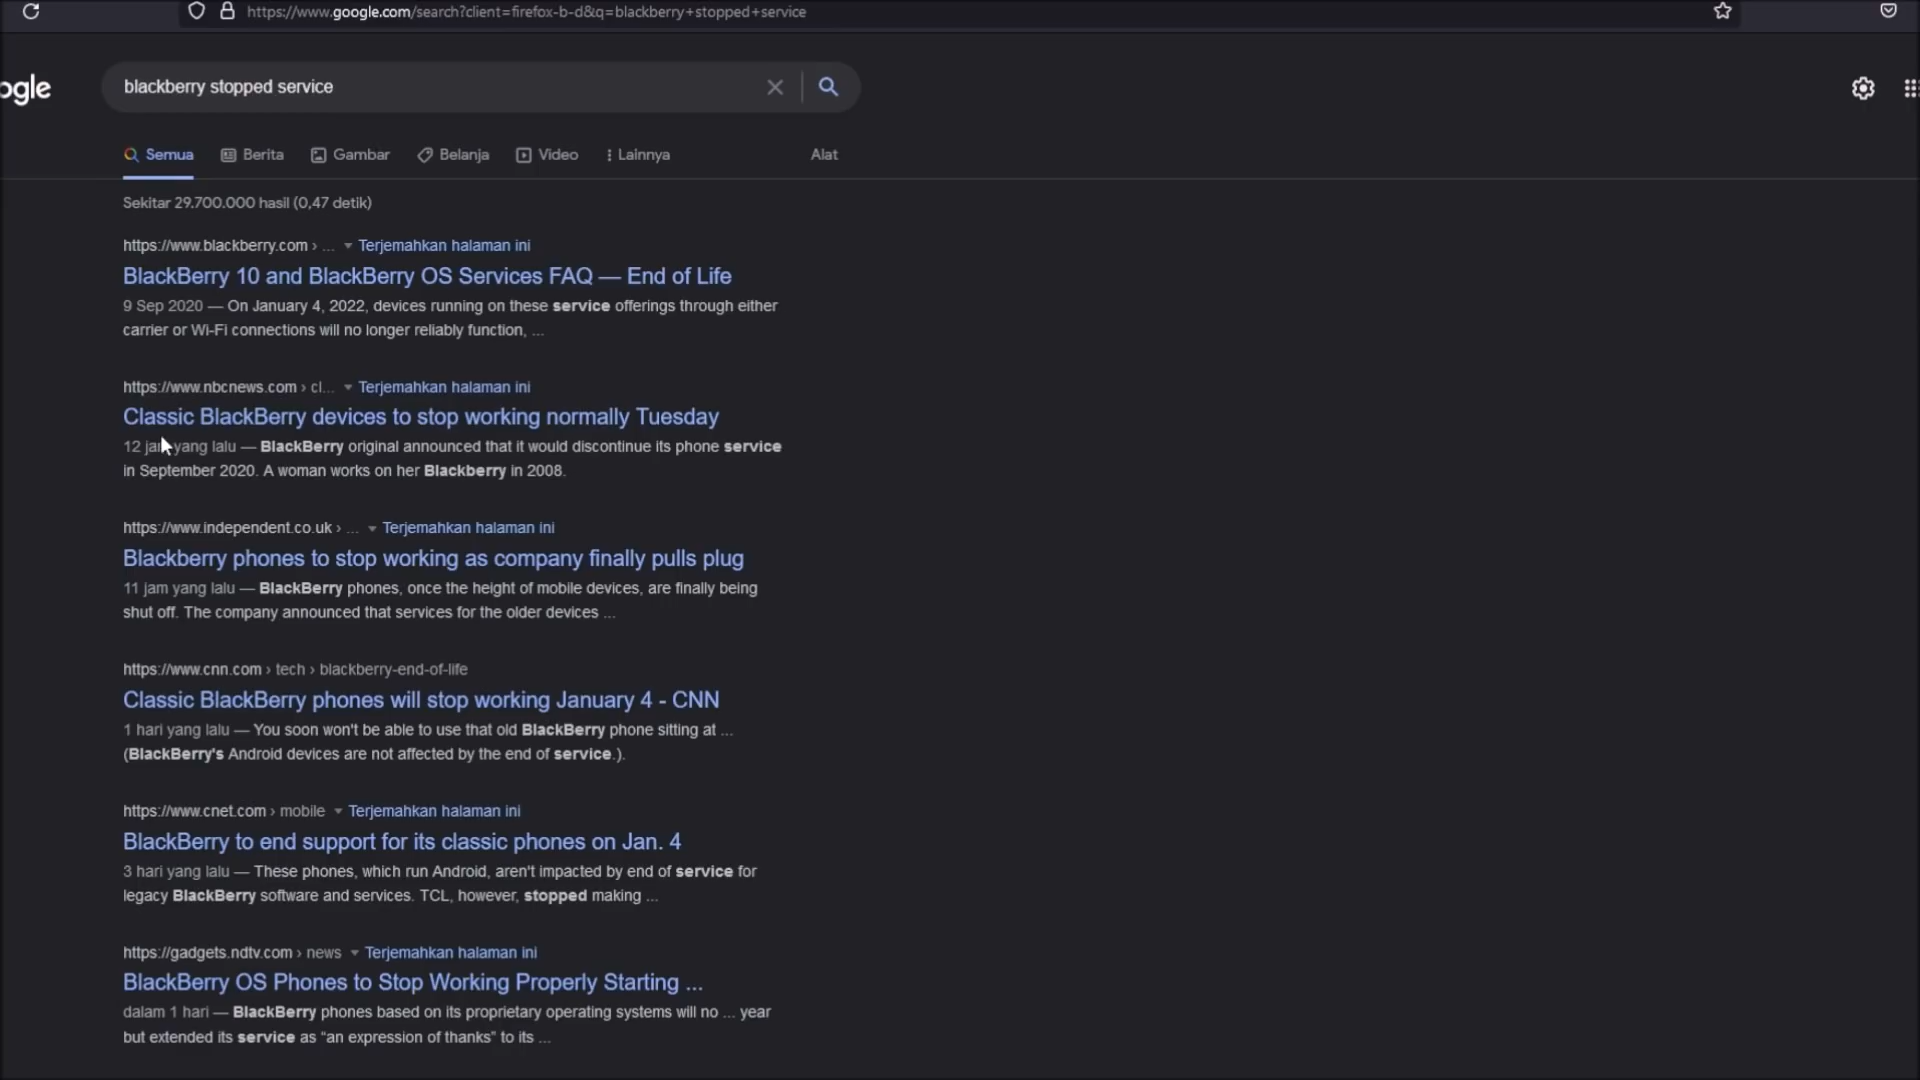 https://www.google.com/search?client=firefox-b-d&q=blackberry+stopped+service
ogle
blackberry stopped service
Semua Berita Gambar Belanja Video Lainnya Alat
Sekitar 29.700.000 hasil (0,47 detik)
https://www.blackberry.com › ... Terjemahkan halaman ini
BlackBerry 10 and BlackBerry OS Services FAQ — End of Life
9 Sep 2020 — On January 4, 2022, devices running on these service offerings through either
carrier or Wi-Fi connections will no longer reliably function, ...
https://www.nbcnews.com › cl... Terjemahkan halaman ini
Classic BlackBerry devices to stop working normally Tuesday
12 jam yang lalu — BlackBerry original announced that it would discontinue its phone service
in September 2020. A woman works on her Blackberry in 2008.
https://www.independent.co.uk › ... Terjemahkan halaman ini
Blackberry phones to stop working as company finally pulls plug
11 jam yang lalu — BlackBerry phones, once the height of mobile devices, are finally being
shut off. The company announced that services for the older devices ...
https://www.cnn.com › tech › blackberry-end-of-life
Classic BlackBerry phones will stop working January 4 - CNN
1 hari yang lalu — You soon won't be able to use that old BlackBerry phone sitting at ...
(BlackBerry's Android devices are not affected by the end of service.).
https://www.cnet.com › mobile Terjemahkan halaman ini
BlackBerry to end support for its classic phones on Jan. 4
3 hari yang lalu — These phones, which run Android, aren't impacted by end of service for
legacy BlackBerry software and services. TCL, however, stopped making ...
https://gadgets.ndtv.com › news Terjemahkan halaman ini
BlackBerry OS Phones to Stop Working Properly Starting ...
dalam 1 hari — BlackBerry phones based on its proprietary operating systems will no ... year
but extended its service as “an expression of thanks” to its ...